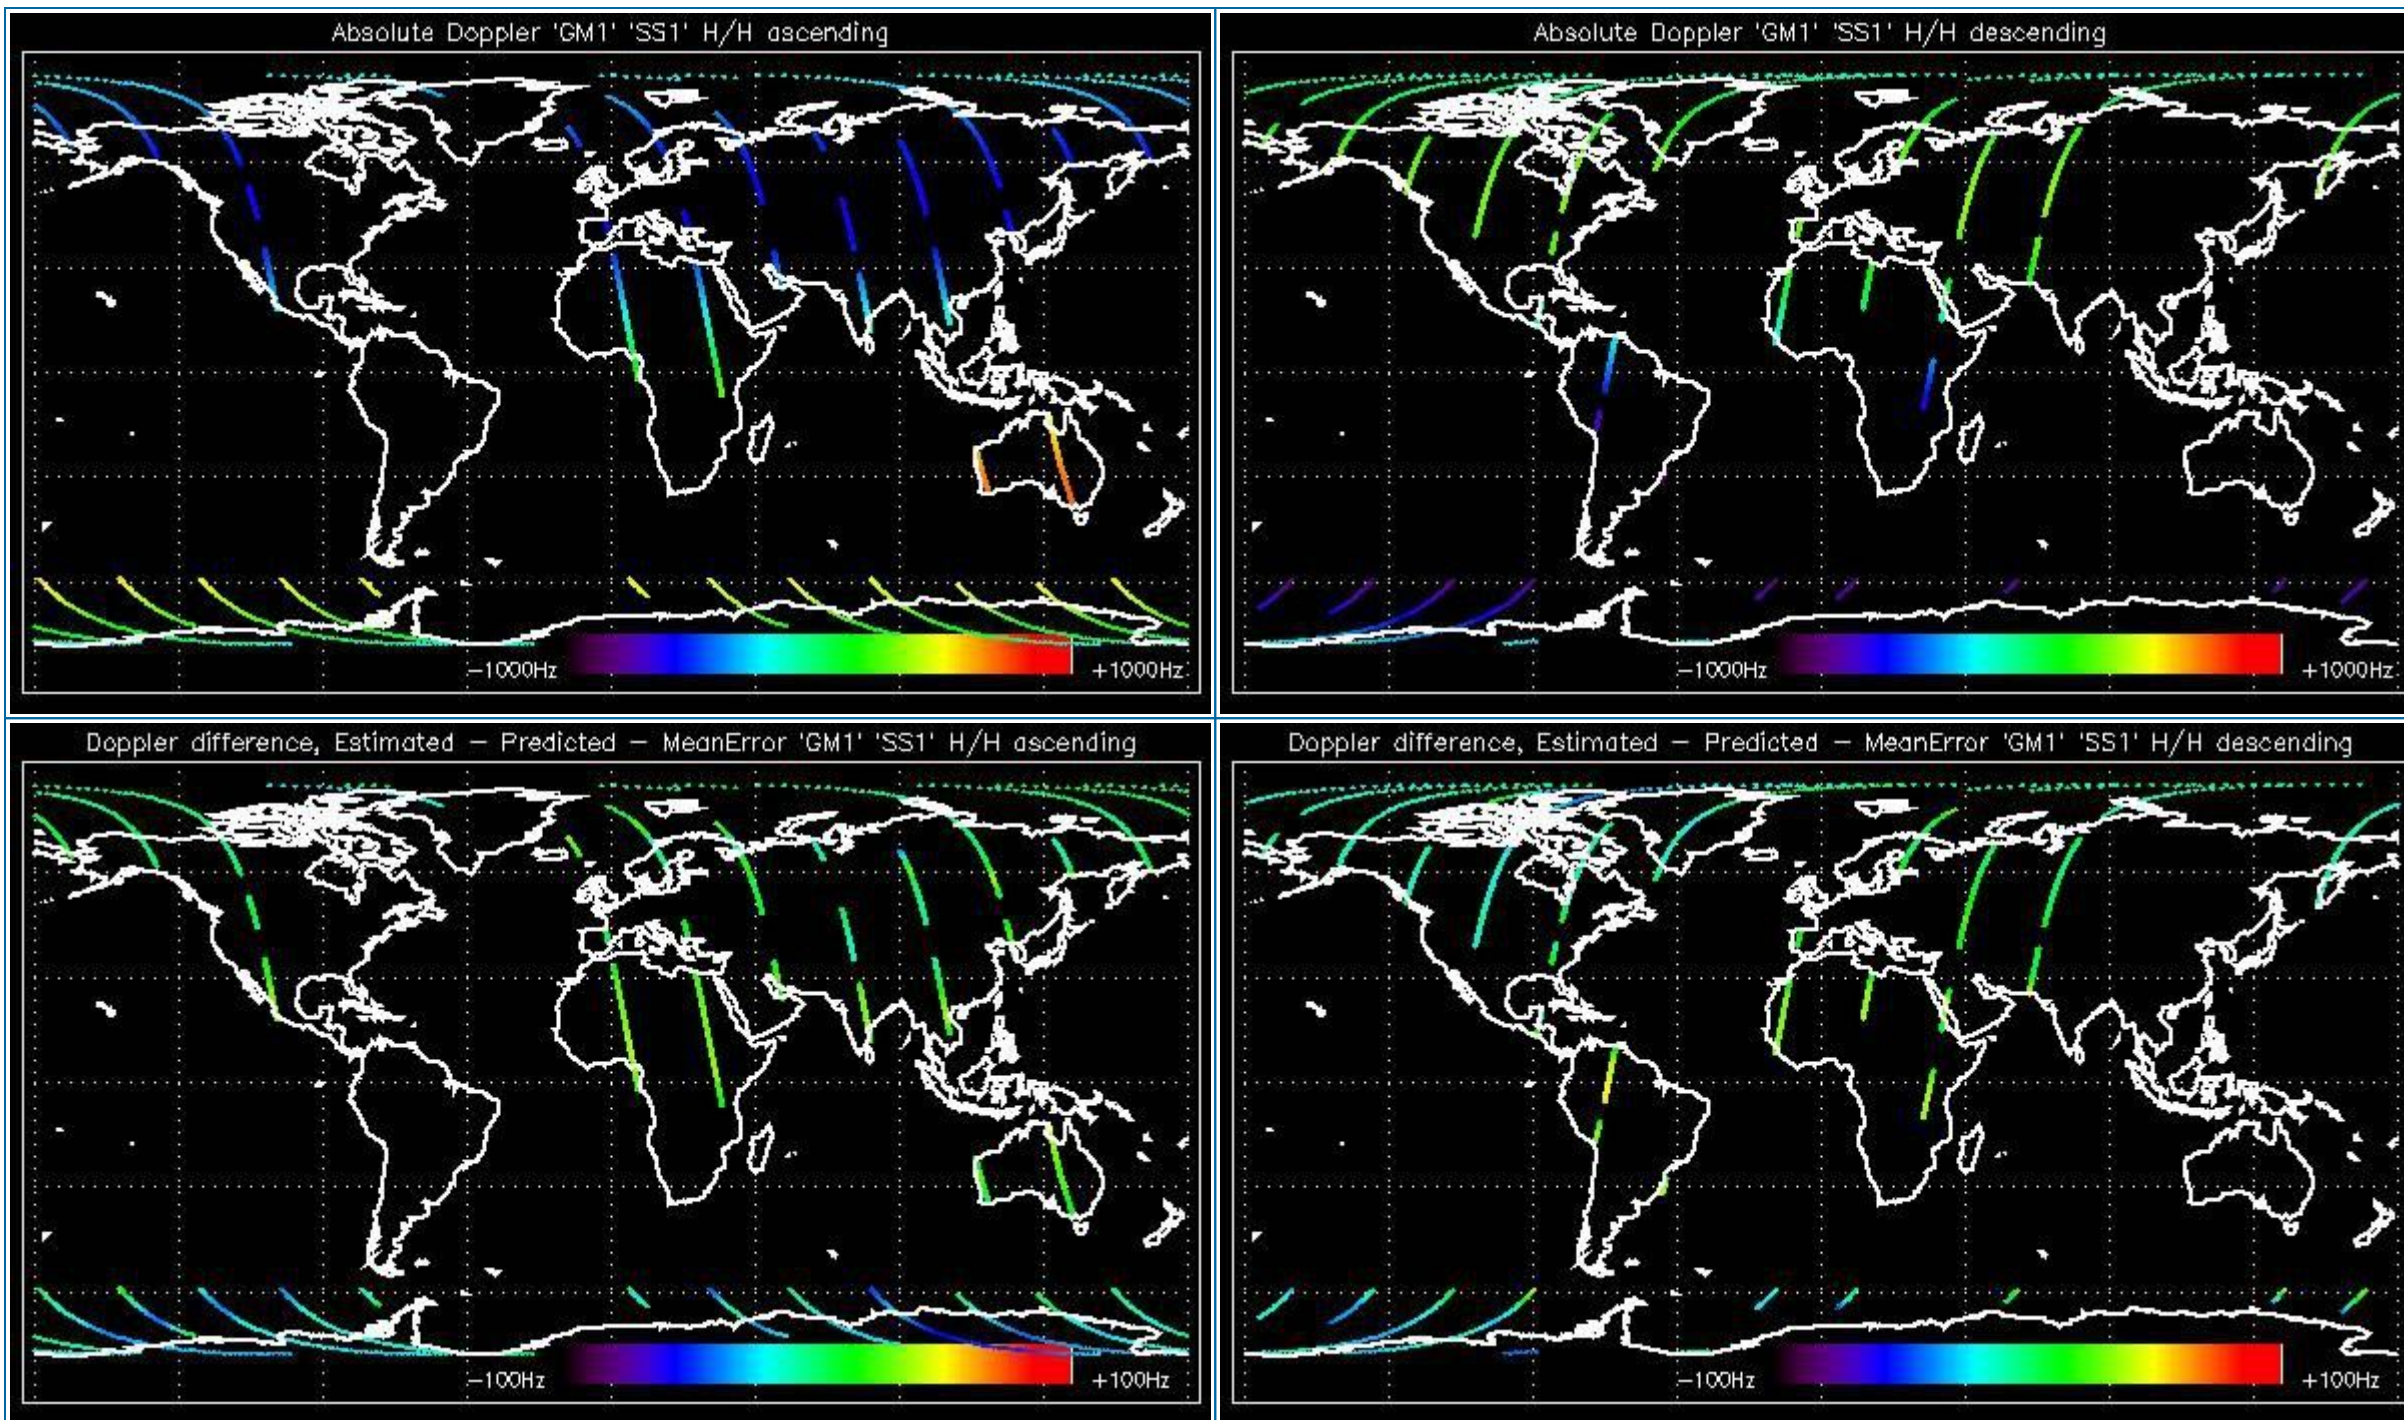 Absolute Doppler 'GM1' 'SS1' H/H ascending
−1000Hz
+1000Hz
Absolute Doppler 'GM1' 'SS1' H/H descending
−1000Hz
+1000Hz
Doppler difference, Estimated − Predicted − MeanError 'GM1' 'SS1' H/H ascending
−100Hz
+100Hz
Doppler difference, Estimated − Predicted − MeanError 'GM1' 'SS1' H/H descending
−100Hz
+100Hz